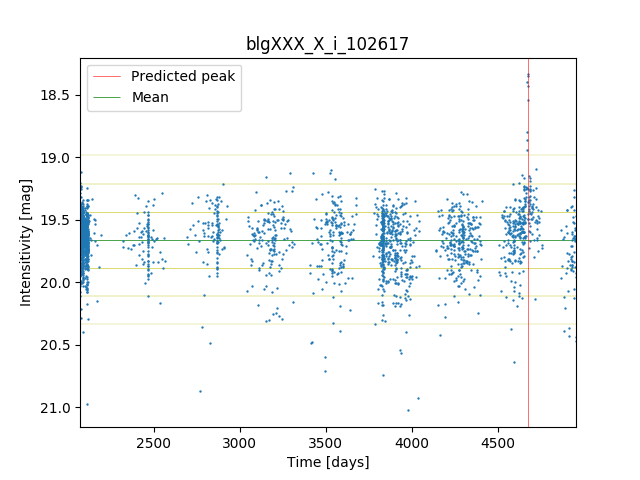 blgXXX_X_i_102617
Predicted peak
Mean
18.5
19.0
19.5
20.0
20.5
21.0
Intensitivity [mag]
2500 3000 3500 4000 4500
Time [days]